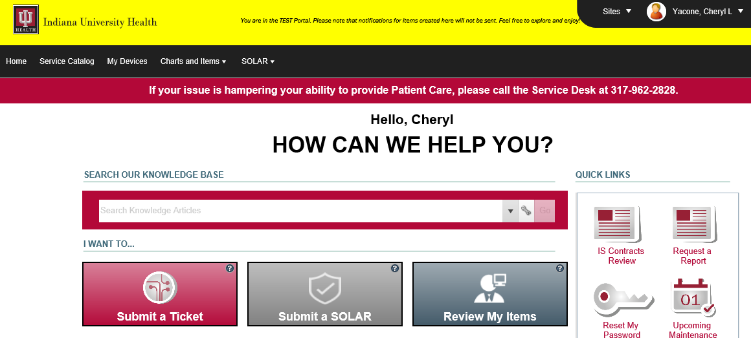 HEALTH
Indiana University Health
You are in the TEST Portal. Please note that notifications for items created here will not be sent. Feel free to explore and enjoy!
Sites
Yacone, Cheryl L
Home
Service Catalog
My Devices
Charts and Items
SOLAR
If your issue is hampering your ability to provide Patient Care, please call the Service Desk at 317-962-2828.
Hello, Cheryl
HOW CAN WE HELP YOU?
SEARCH OUR KNOWLEDGE BASE
Search Knowledge Articles
Go
I WANT TO...
?
Submit a Ticket
?
Submit a SOLAR
?
Review My Items
QUICK LINKS
IS Contracts
Review
Request a
Report
Reset My
Password
01
Upcoming
Maintenance